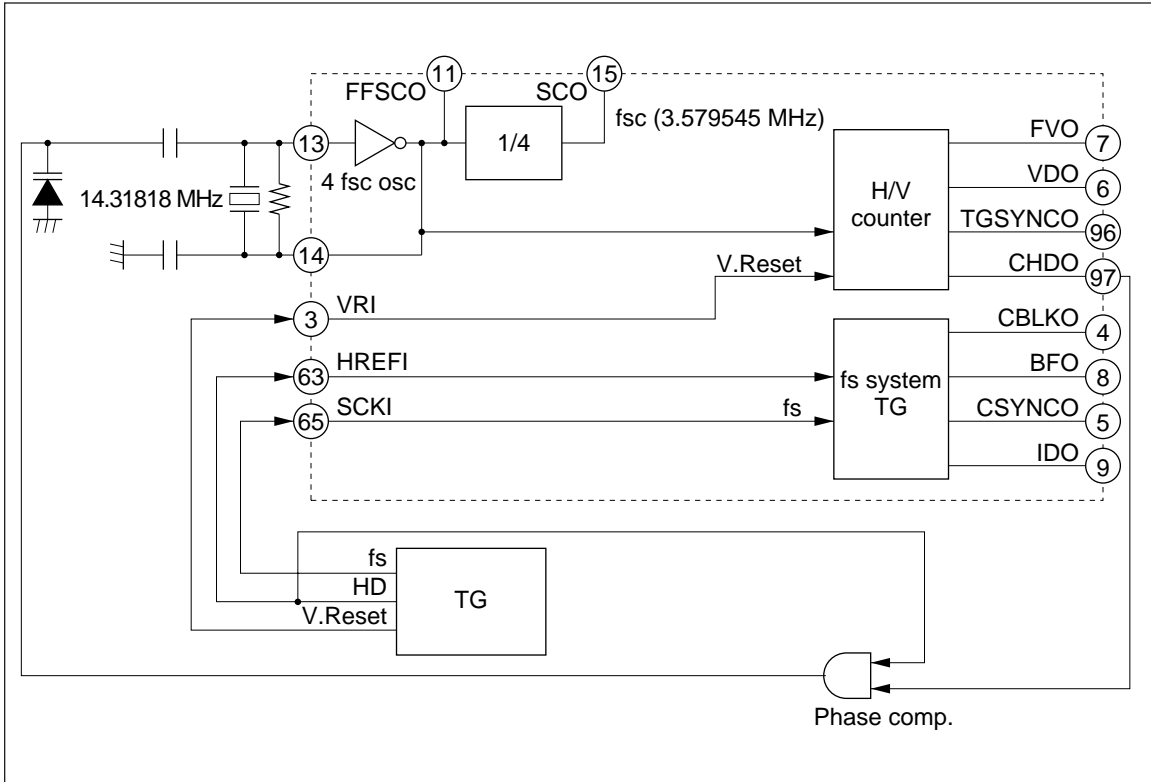 11
15
FFSCO
SCO
fsc (3.579545 MHz)
13
1/4
4 fsc osc
14.31818 MHz
14
H/V
counter
FVO
7
VDO
6
TGSYNCO
96
CHDO
97
V.Reset
3
VRI
63
HREFI
65
SCKI
fs
fs system
TG
CBLKO
4
BFO
8
CSYNCO
5
IDO
9
fs
HD
V.Reset
TG
Phase comp.